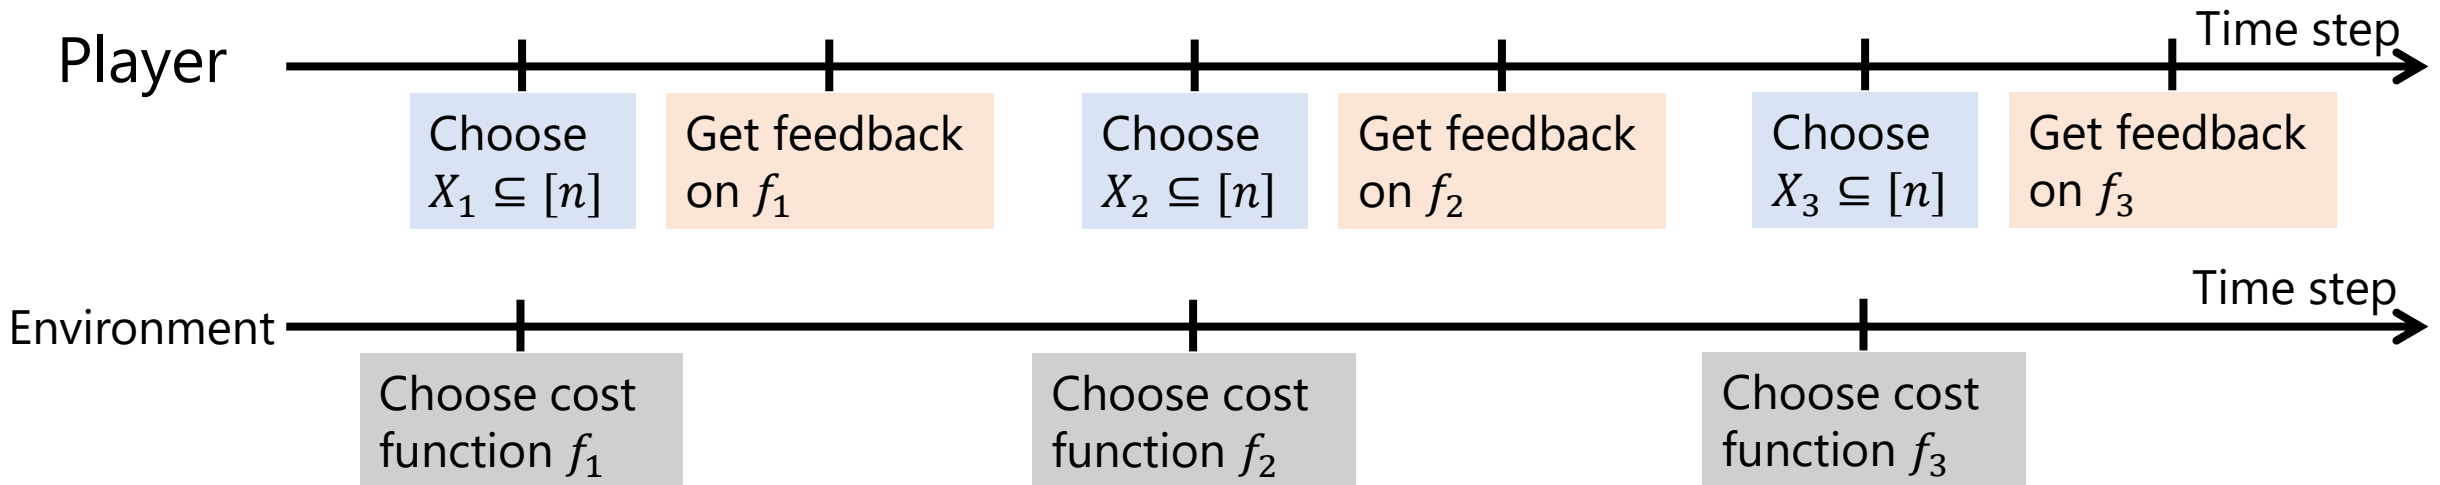 Player
Time step
Choose
X₁ ⊆ [n]
Get feedback
on f₁
Choose
X₂ ⊆ [n]
Get feedback
on f₂
Choose
X₃ ⊆ [n]
Get feedback
on f₃
Environment
Time step
Choose cost
function f₁
Choose cost
function f₂
Choose cost
function f₃